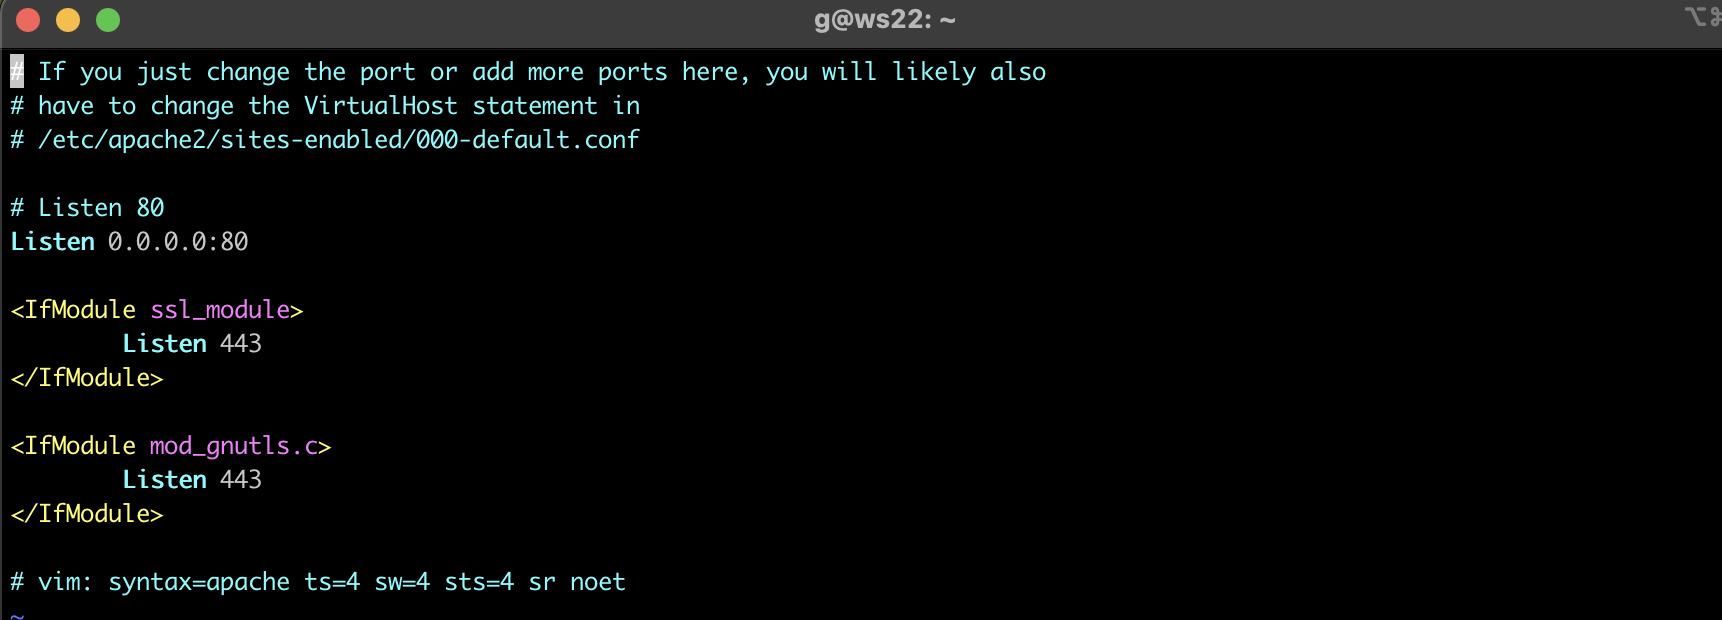 g@ws22: ~
⌥⌘
# If you just change the port or add more ports here, you will likely also
# have to change the VirtualHost statement in
# /etc/apache2/sites-enabled/000-default.conf
# Listen 80
Listen 0.0.0.0:80
<IfModule ssl_module>
Listen 443
</IfModule>
<IfModule mod_gnutls.c>
Listen 443
</IfModule>
# vim: syntax=apache ts=4 sw=4 sts=4 sr noet
~